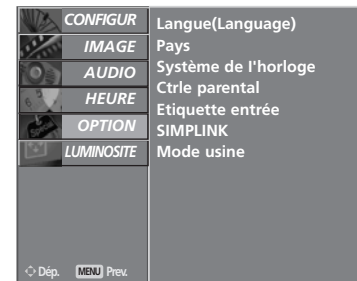 CONFIGUR
IMAGE
AUDIO
HEURE
OPTION
LUMINOSITE
Dép. MENU Prev.
Langue(Language)
Pays
Système de l'horloge
Ctrle parental
Etiquette entrée
SIMPLINK
Mode usine